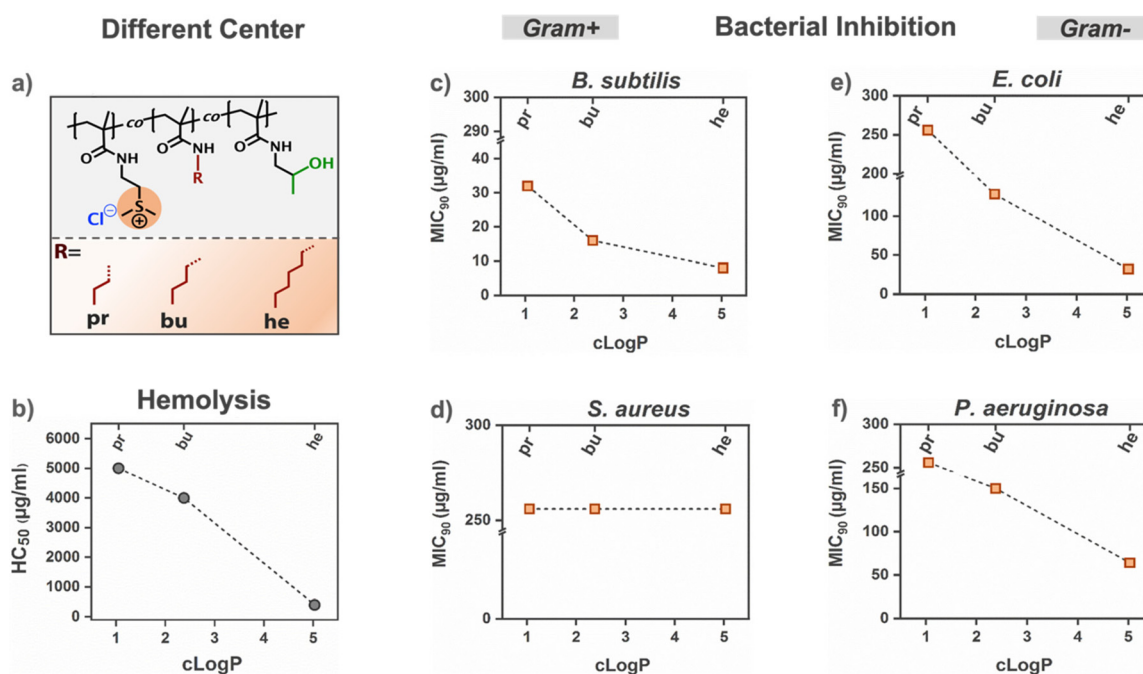 Different Center
Gram+
Bacterial Inhibition
Gram-
a)
co
co
O
NH
O
NH
O
NH
R
OH
S
⊕
Cl⊖
R=
pr
bu
he
b)
Hemolysis
pr
bu
he
HC50 (µg/ml)
6000
5000
4000
3000
2000
1000
0
1 2 3 4 5
cLogP
c)
B. subtilis
pr
bu
he
MIC90 (µg/ml)
300
290
40
30
20
10
0
1 2 3 4 5
cLogP
d)
S. aureus
pr
bu
he
MIC90 (µg/ml)
300
250
0
1 2 3 4 5
cLogP
e)
E. coli
pr
bu
he
MIC90 (µg/ml)
300
250
200
100
50
0
1 2 3 4 5
cLogP
f)
P. aeruginosa
pr
bu
he
MIC90 (µg/ml)
300
250
150
100
50
0
1 2 3 4 5
cLogP